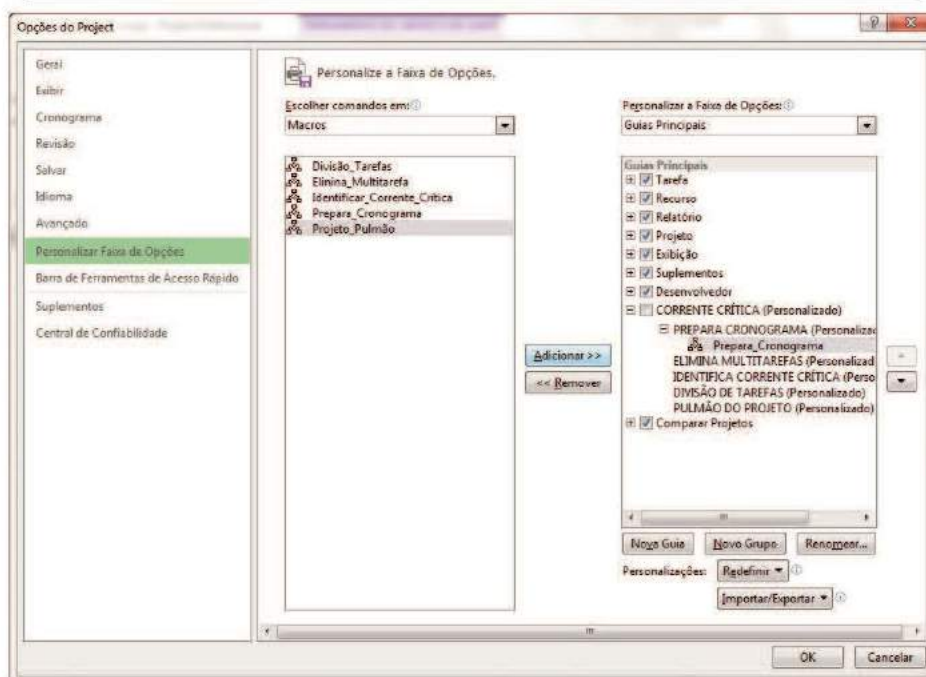 Opções do Project
Geral
Exibir
Cronograma
Revisão
Salvar
Idioma
Avançado
Personalizar Faixa de Opções
Barra de Ferramentas de Acesso Rápido
Suplementos
Central de Confiabilidade
Personalize a Faixa de Opções.
Escolher comandos em:
Macros
Divisão_Tarefas
Elinina_Multitarefa
Identificar_Corrente_Crítica
Prepara_Cronograma
Projeto_Pulmão
Adicionar >>
<< Remover
Personalizar a Faixa de Opções:
Guias Principais
Guias Principais
Tarefa
Recurso
Relatório
Projeto
Exibição
Suplementos
Desenvolvedor
CORRENTE CRÍTICA (Personalizado)
PREPARA CRONOGRAMA (Personalizad
Prepara_Cronograma
ELIMINA MULTITAREFAS (Personalizad
IDENTIFICA CORRENTE CRÍTICA (Perso
DIVISÃO DE TAREFAS (Personalizado)
PULMÃO DO PROJETO (Personalizado)
Comparar Projetos
Nova Guia Novo Grupo Renomear...
Personalizações: Redefinir
Importar/Exportar
OK Cancelar